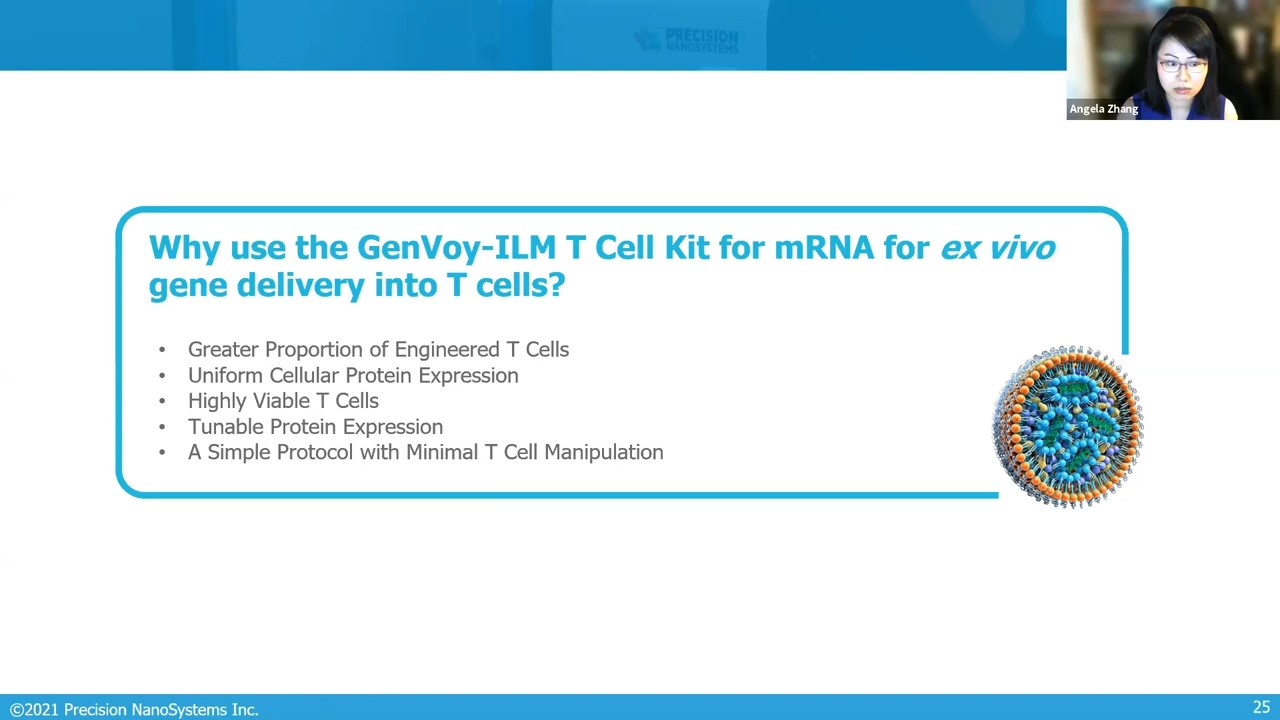 PRECISION
NANOSYSTEMS
Angela Zhang
Why use the GenVoy-ILM T Cell Kit for mRNA for ex vivo
gene delivery into T cells?
• Greater Proportion of Engineered T Cells
• Uniform Cellular Protein Expression
• Highly Viable T Cells
• Tunable Protein Expression
• A Simple Protocol with Minimal T Cell Manipulation
©2021 Precision NanoSystems Inc.
25